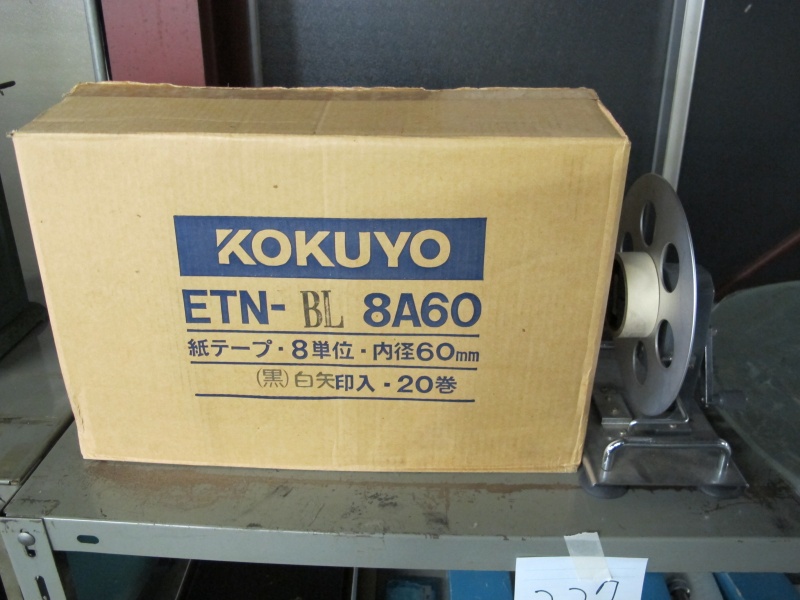 KOKUYO
ETN- BL 8A60
紙テープ・8単位・内径60mm
(黒)白矢印入・20巻
227